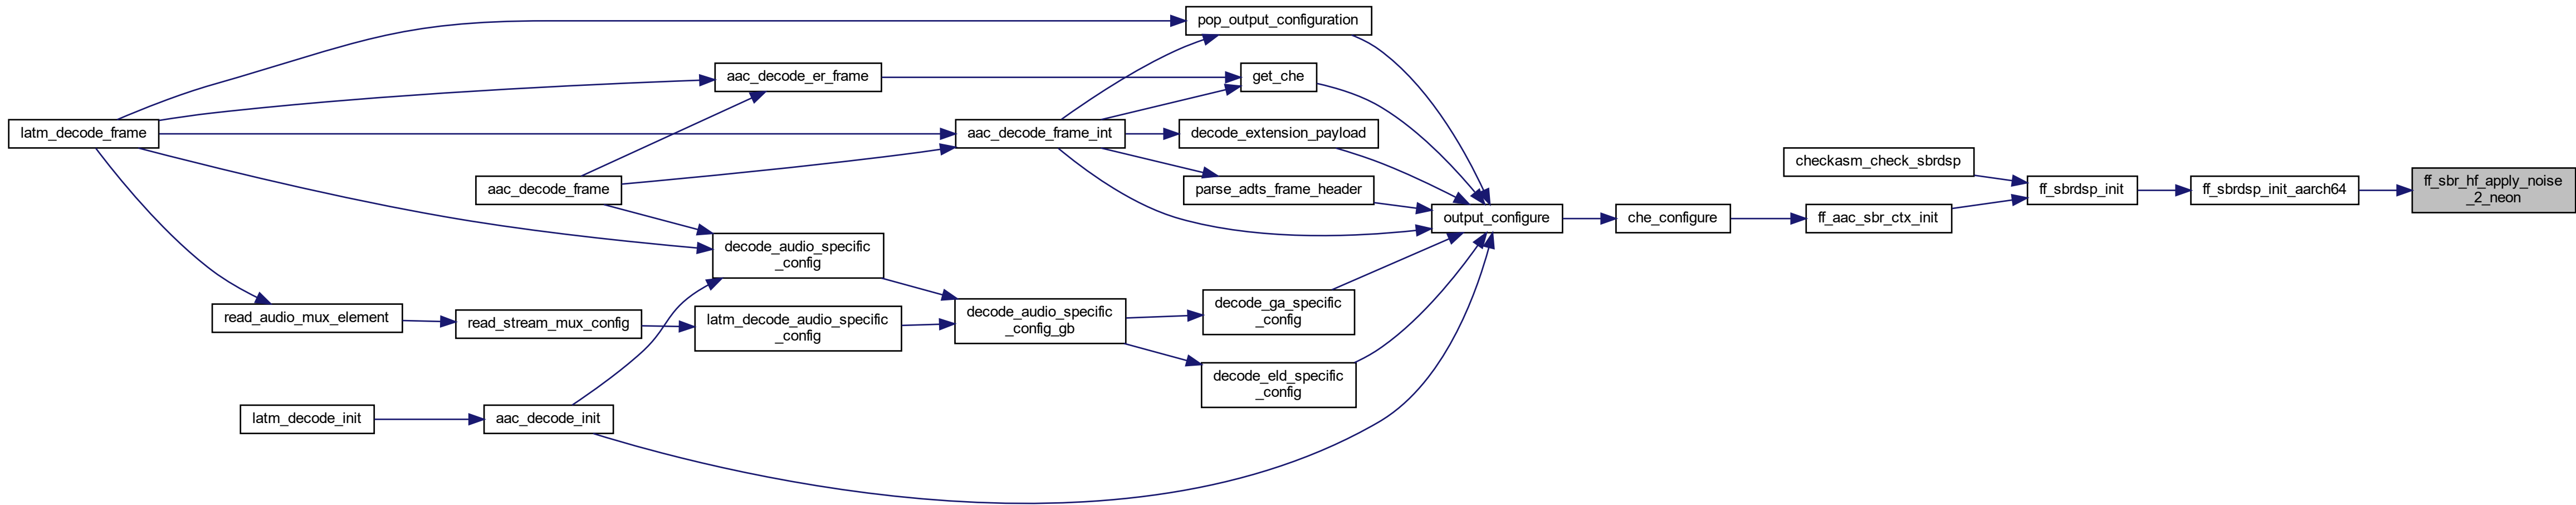 pop_output_configuration
aac_decode_er_frame
get_che
latm_decode_frame
aac_decode_frame_int
decode_extension_payload
checkasm_check_sbrdsp
aac_decode_frame
parse_adts_frame_header
ff_sbrdsp_init
ff_sbrdsp_init_aarch64
ff_sbr_hf_apply_noise
_2_neon
output_configure
che_configure
ff_aac_sbr_ctx_init
decode_audio_specific
_config
read_audio_mux_element
read_stream_mux_config
latm_decode_audio_specific
_config
decode_audio_specific
_config_gb
decode_ga_specific
_config
decode_eld_specific
_config
latm_decode_init
aac_decode_init